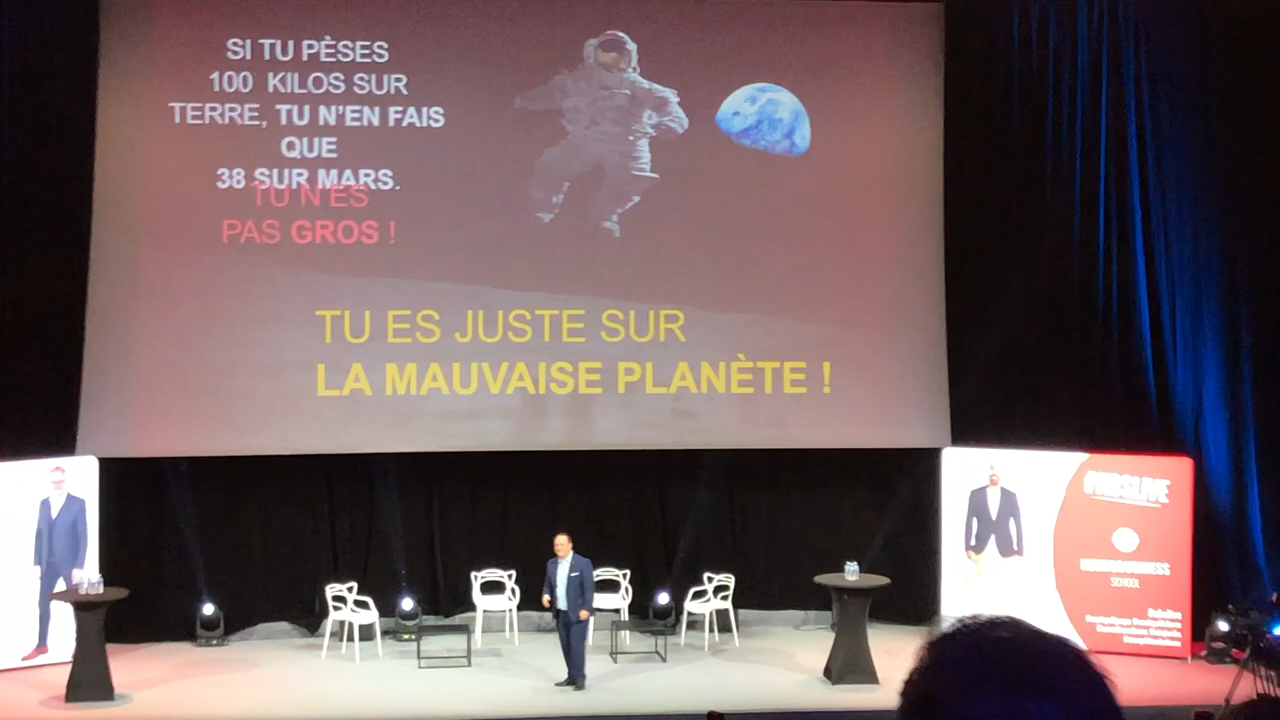 SI TU PÈSES
100 KILOS SUR
TERRE, TU N'EN FAIS
QUE
38 SUR MARS.
TU N'ES
PAS GROS !
TU ES JUSTE SUR
LA MAUVAISE PLANÈTE !
SCHOOL